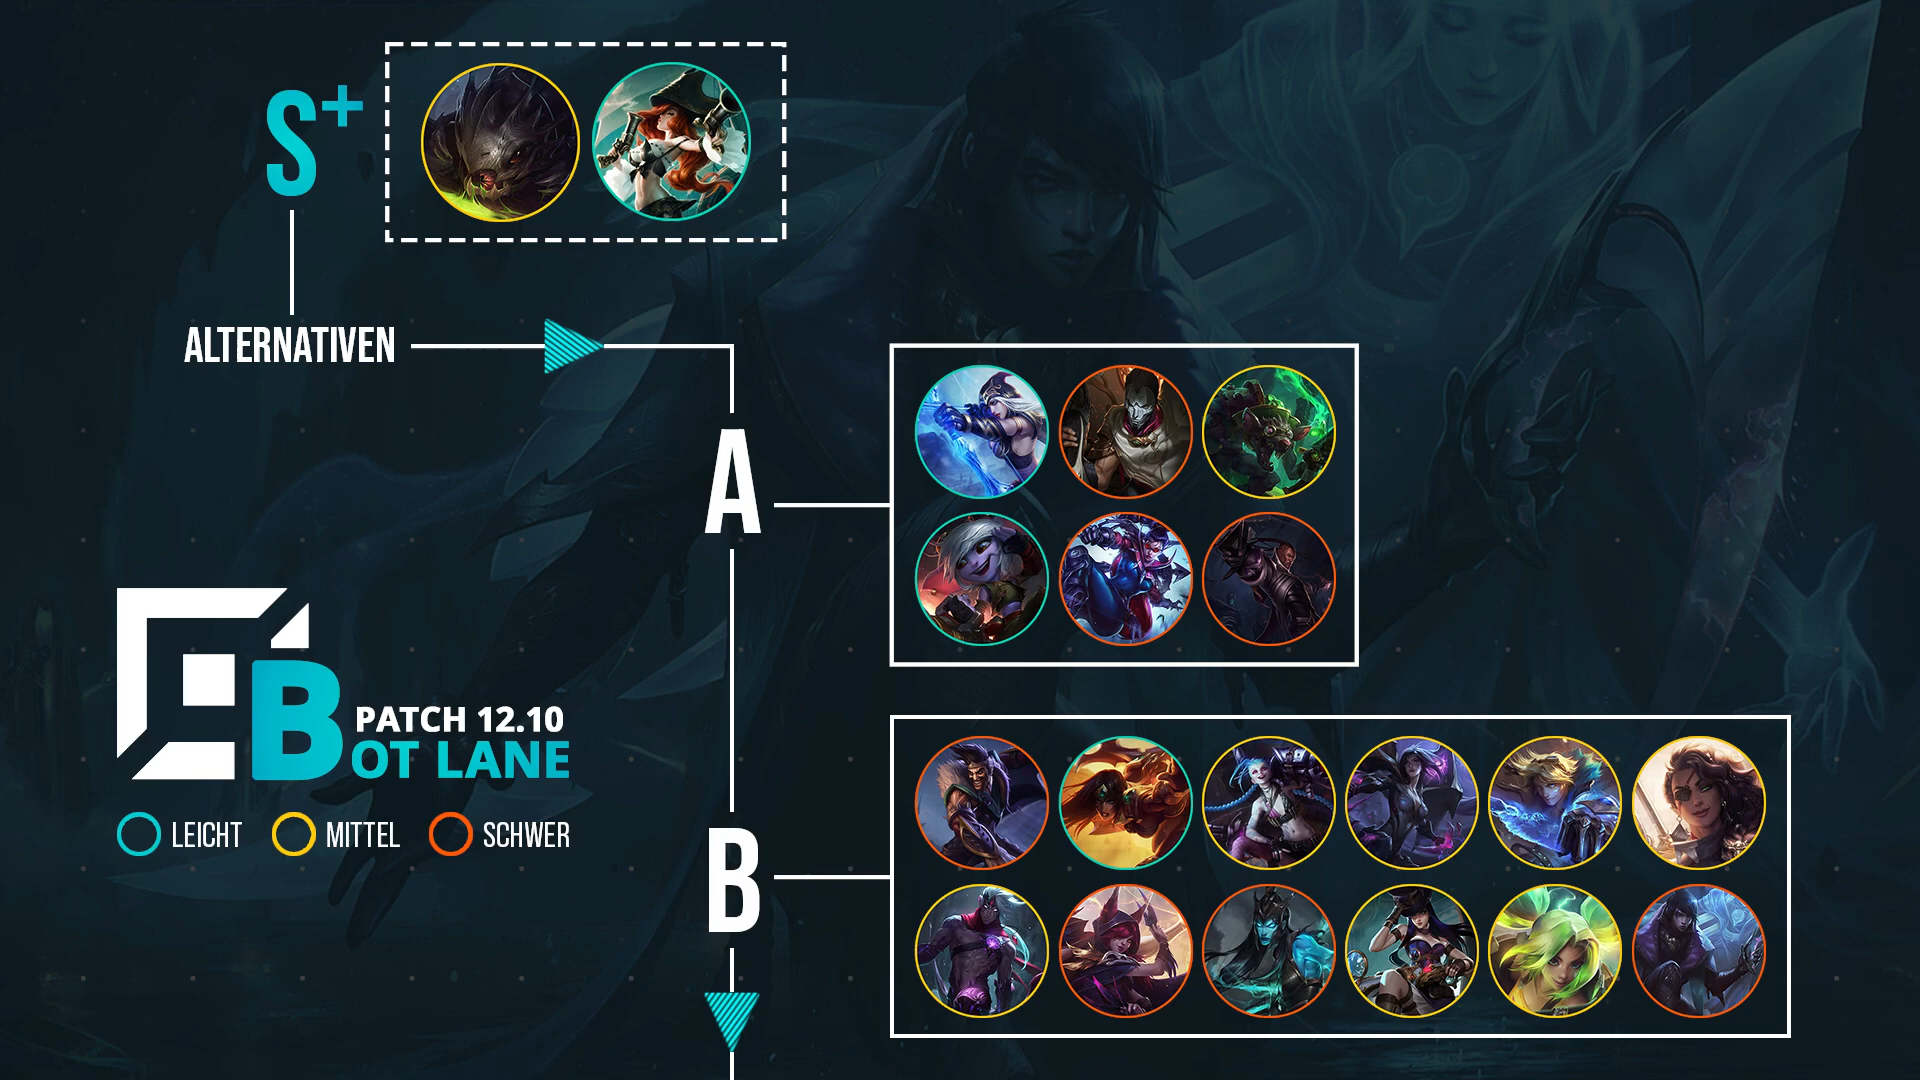 S+
ALTERNATIVEN
A
PATCH 12.10
BOT LANE
LEICHT MITTEL SCHWER
B